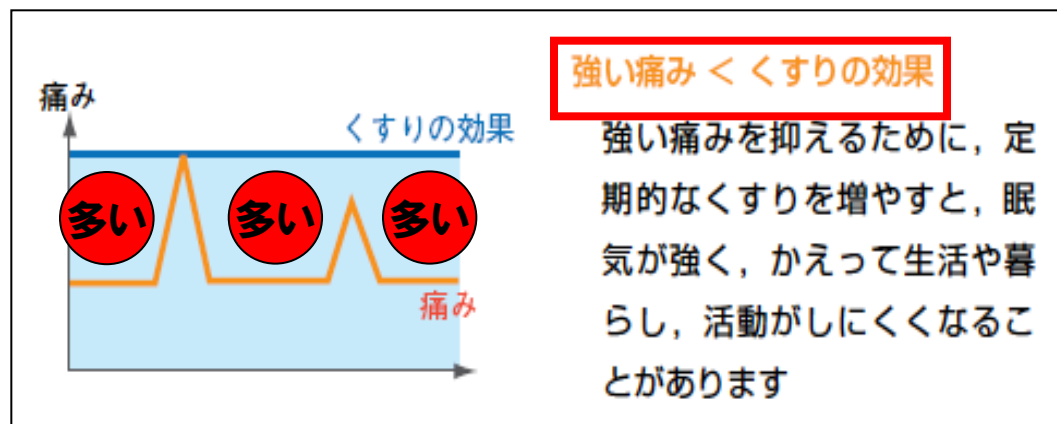 痛み
くすりの効果
多い
多い
多い
痛み
強い痛み < くすりの効果
強い痛みを抑えるために，定
期的なくすりを増やすと，眠
気が強く，かえって生活や暮
らし，活動がしにくくなるこ
とがあります